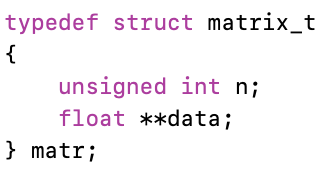 typedef struct matrix_t
{
    unsigned int n;
    float **data;
} matr;